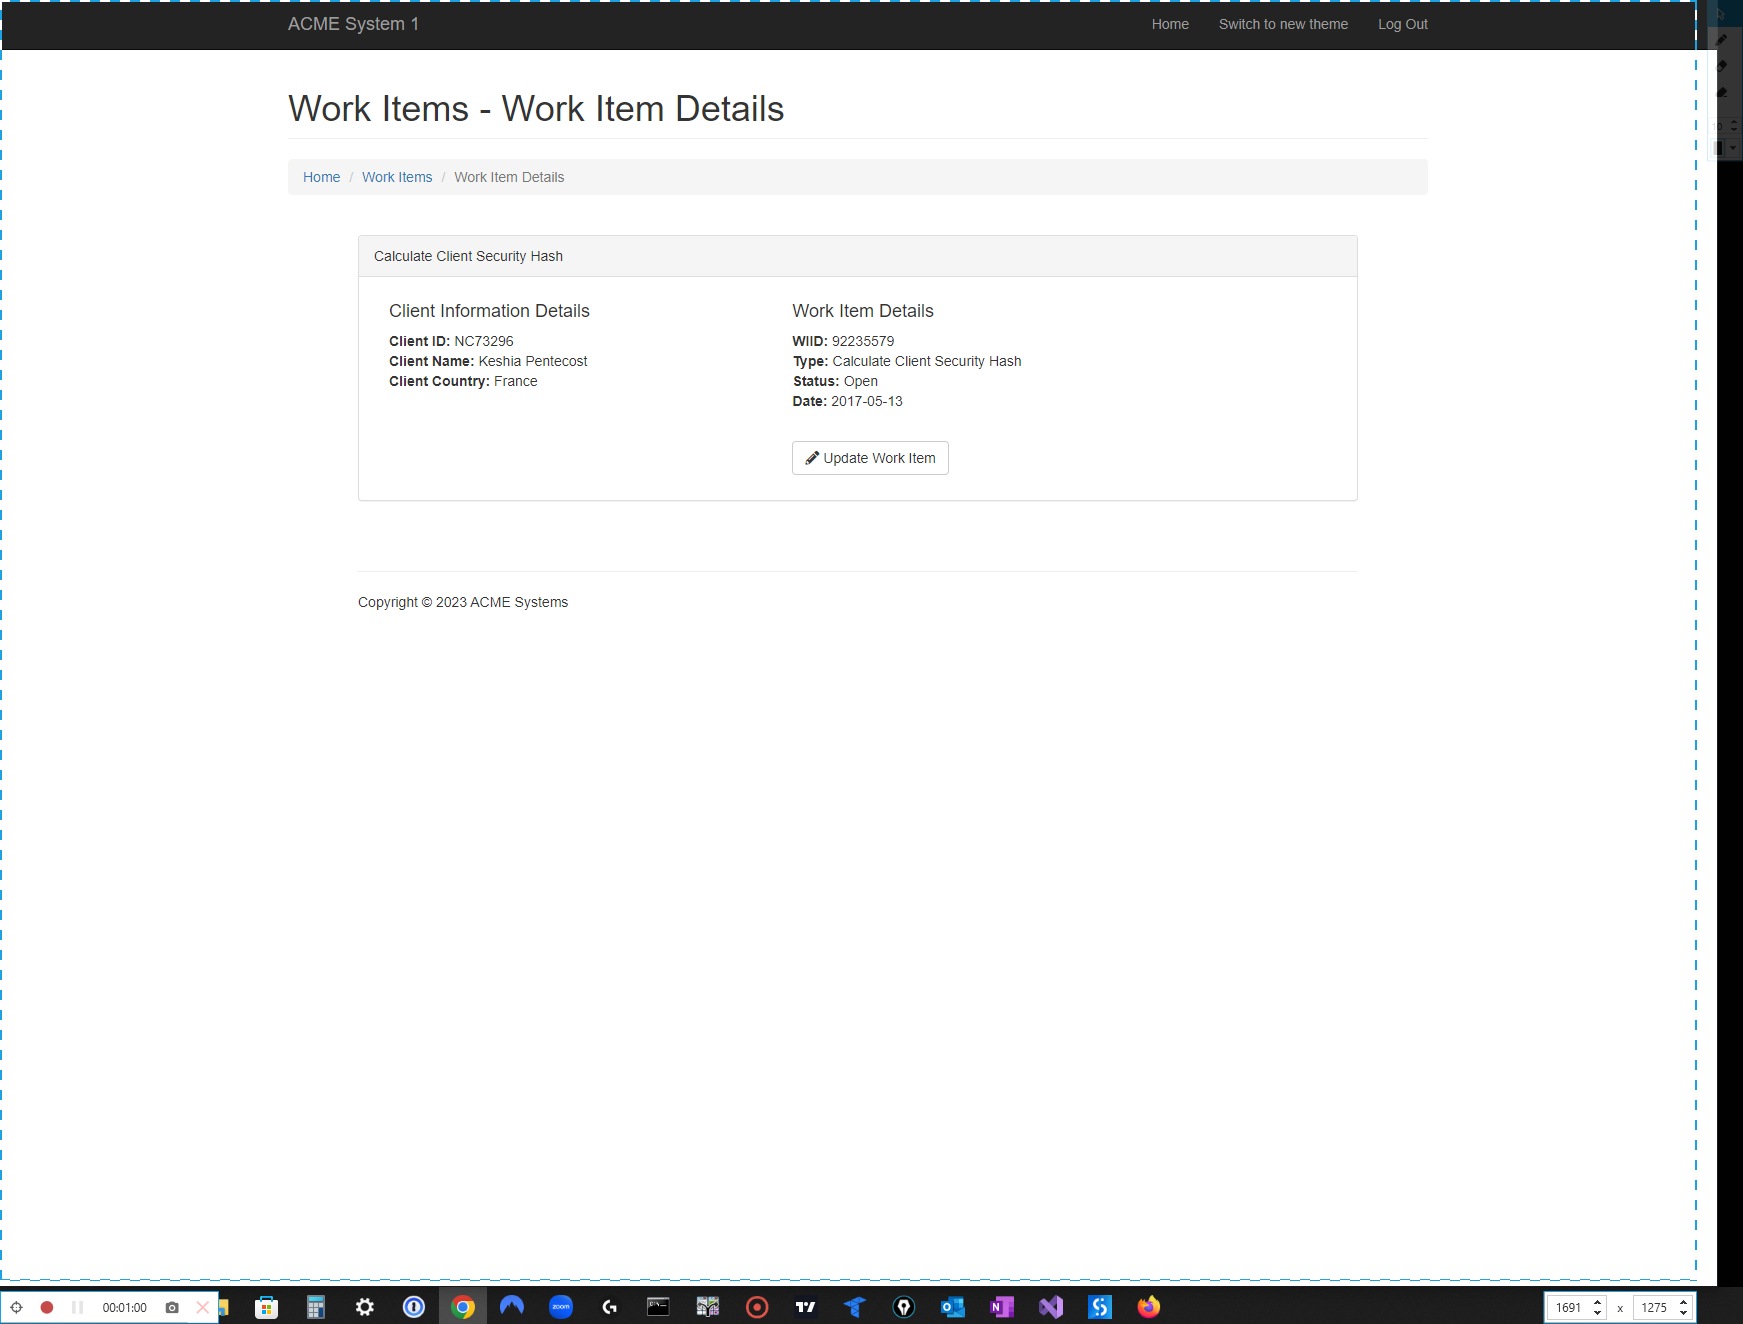 ACME System 1
Home
Switch to new theme
Log Out
Work Items - Work Item Details
Home / Work Items / Work Item Details
Calculate Client Security Hash
Client Information Details
Client ID: NC73296
Client Name: Keshia Pentecost
Client Country: France
Work Item Details
WIID: 92235579
Type: Calculate Client Security Hash
Status: Open
Date: 2017-05-13
Update Work Item
Copyright © 2023 ACME Systems
10
00:01:00
zoom
1691 x 1275